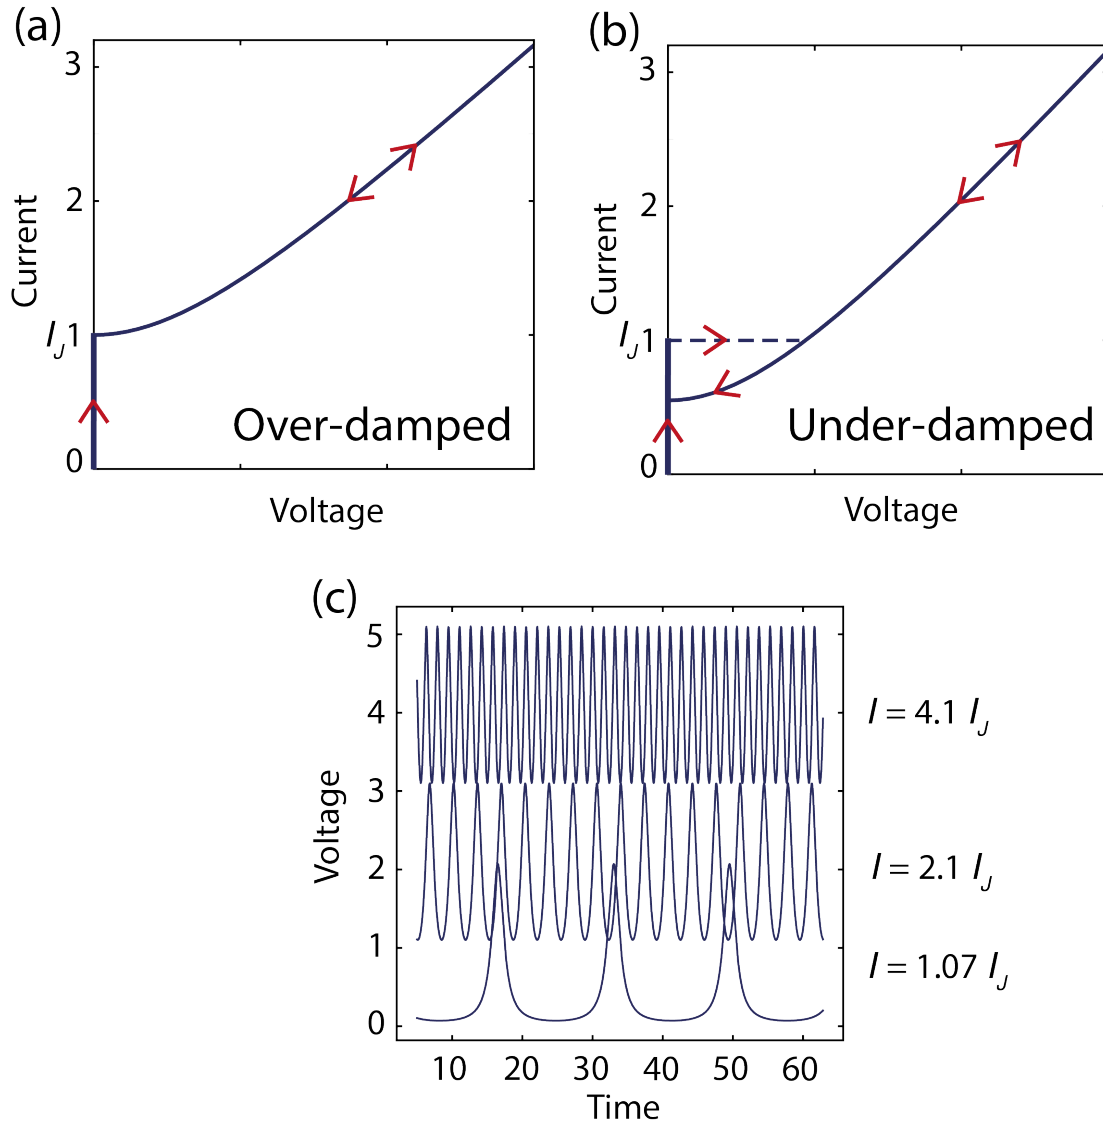 (a)
3
2
I_J 1
0
Current
Over-damped
Voltage
(b)
3
2
I_J 1
0
Current
Under-damped
Voltage
(c)
5
4
3
2
1
0
Voltage
10 20 30 40 50 60
Time
I = 4.1 I_J
I = 2.1 I_J
I = 1.07 I_J